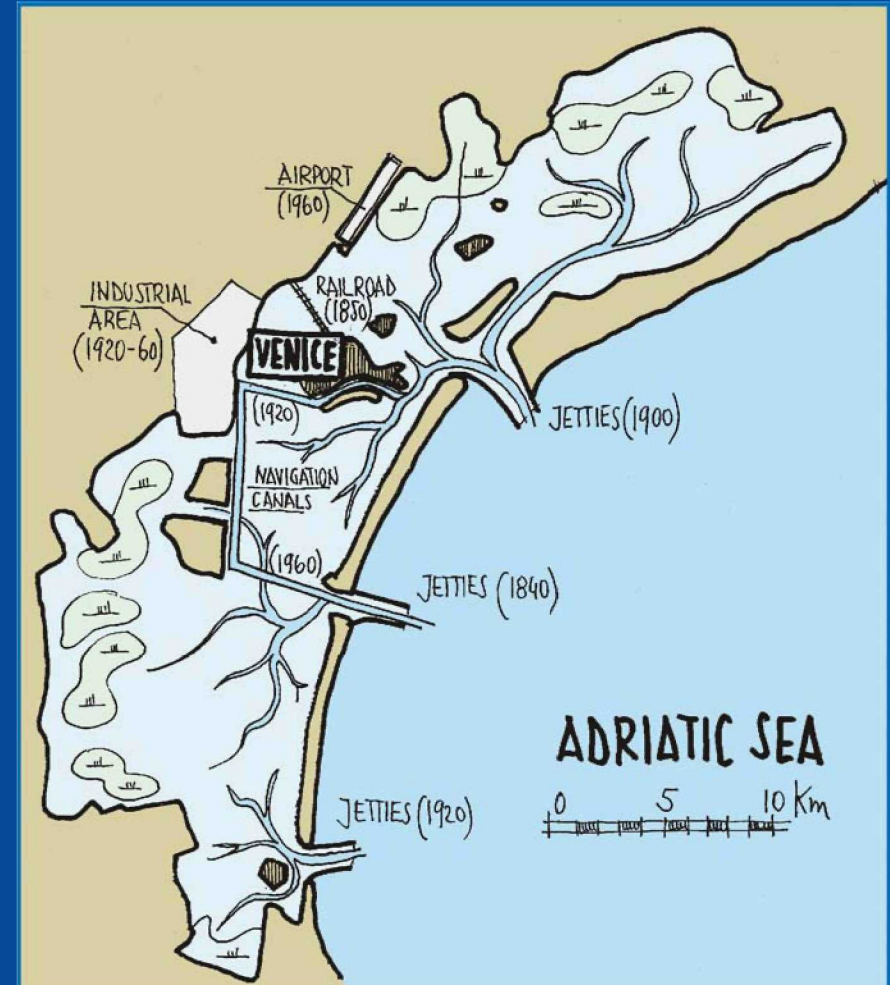 AIRPORT
(1960)
INDUSTRIAL
AREA
(1920-60)
RAILROAD
(1850)
VENICE
(1920)
JETTIES (1900)
NAVIGATION
CANALS
(1960)
JETTIES (1840)
ADRIATIC SEA
0 5 10 Km
JETTIES (1920)